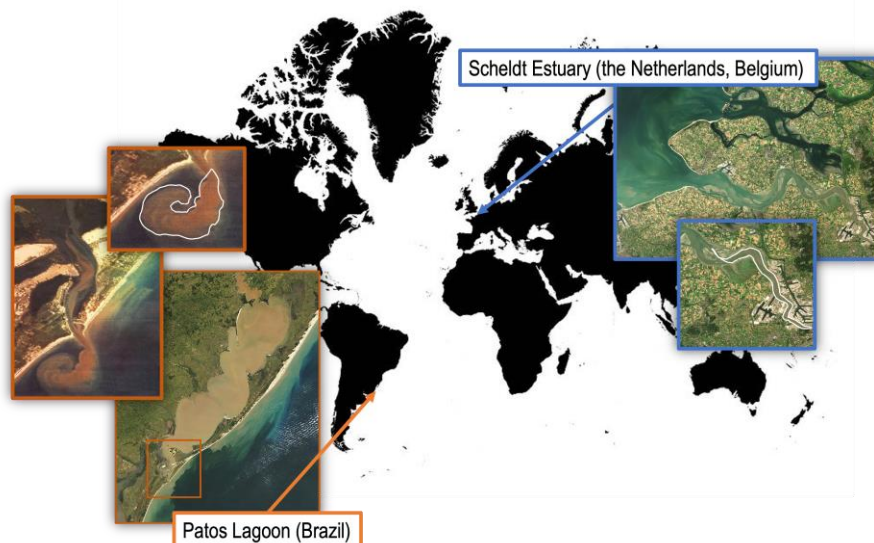 Scheldt Estuary (the Netherlands, Belgium)
Patos Lagoon (Brazil)